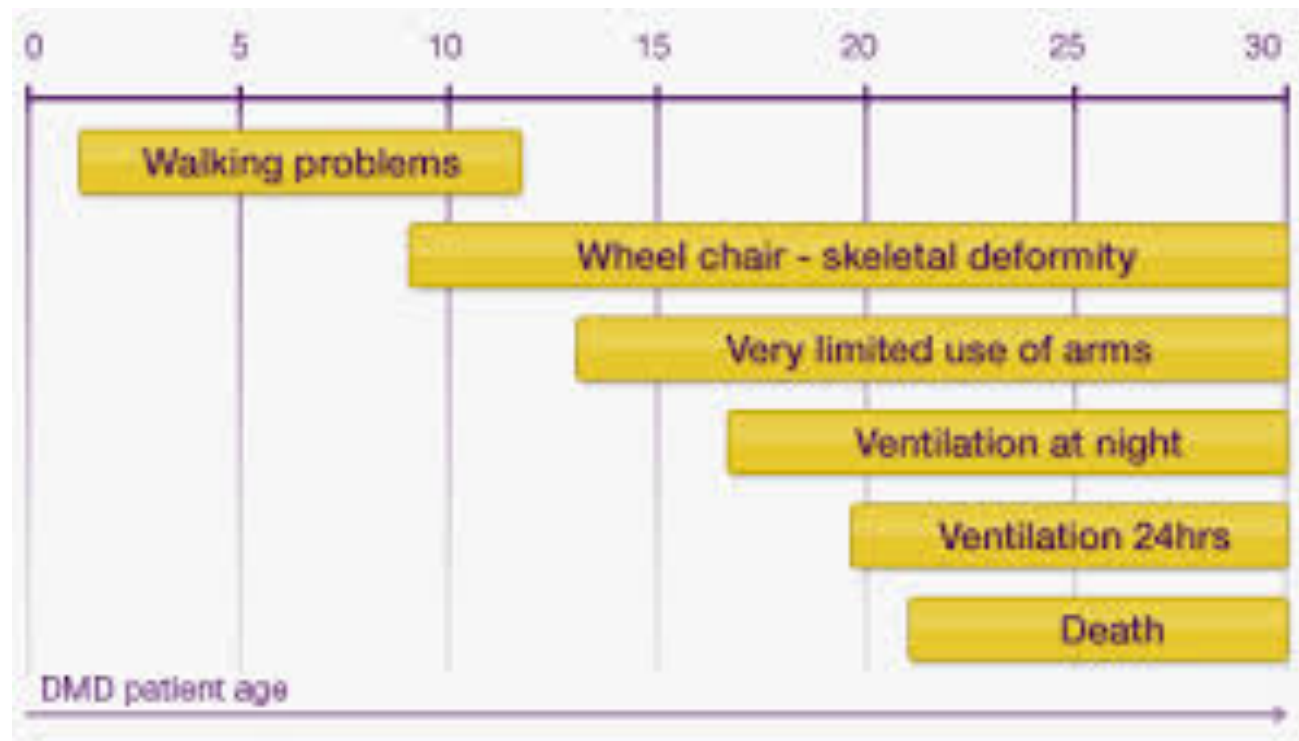 0 5 10 15 20 25 30
Walking problems
Wheel chair - skeletal deformity
Very limited use of arms
Ventilation at night
Ventilation 24hrs
Death
DMD patient age